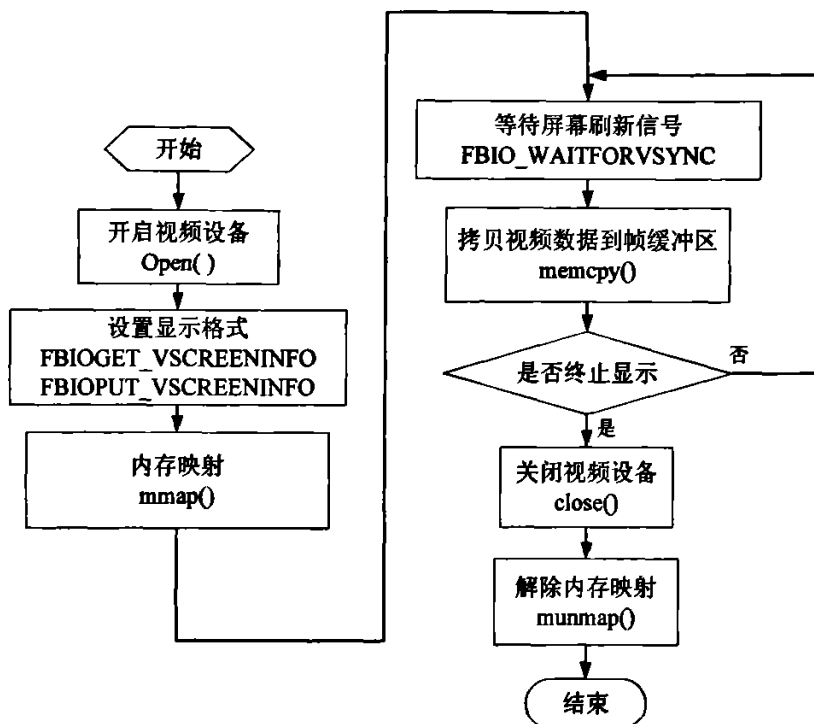 开始
开启视频设备
Open( )
设置显示格式
FBIOGET_VSCREENINFO
FBIOPUT_VSCREENINFO
内存映射
mmap()
等待屏幕刷新信号
FBIO_WAITFORVSYNC
拷贝视频数据到帧缓冲区
memcpy()
是否终止显示
否
是
关闭视频设备
close()
解除内存映射
munmap()
结束